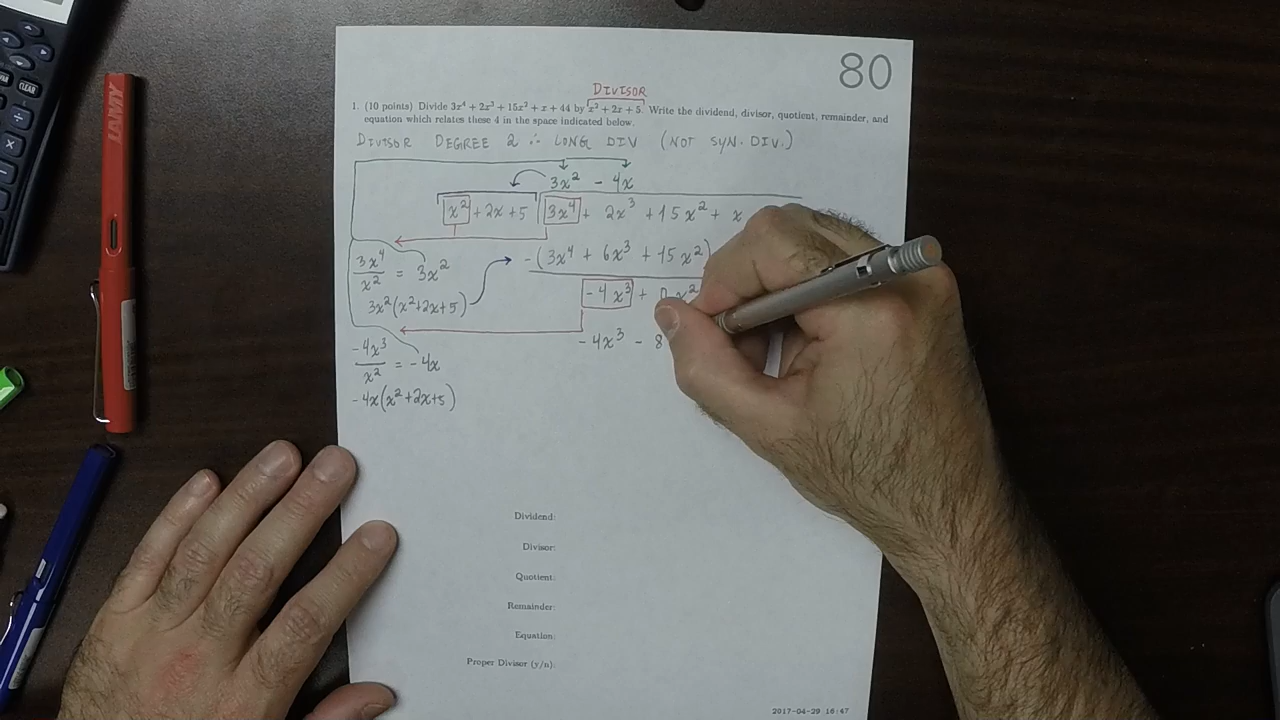 80
DIVISOR
1. (10 points) Divide 3x⁴ + 2x³ + 15x² + x + 44 by x² + 2x + 5. Write the dividend, divisor, quotient, remainder, and
equation which relates these 4 in the space indicated below.
DIVISOR DEGREE 2 ∴ LONG DIV (NOT SYN. DIV.)
3x² - 4x
x² + 2x + 5 3x⁴ + 2x³ + 15x² + x
3x⁴/x² = 3x²
-(3x⁴ + 6x³ + 15x²)
3x²(x²+2x+5)
-4x³ + 0x²
-4x³ - 8
-4x³/x² = -4x
-4x(x²+2x+5)
Dividend:
Divisor:
Quotient:
Remainder:
Equation:
Proper Divisor (y/n):
2017-04-29 16:47
LAMY
CLEAR